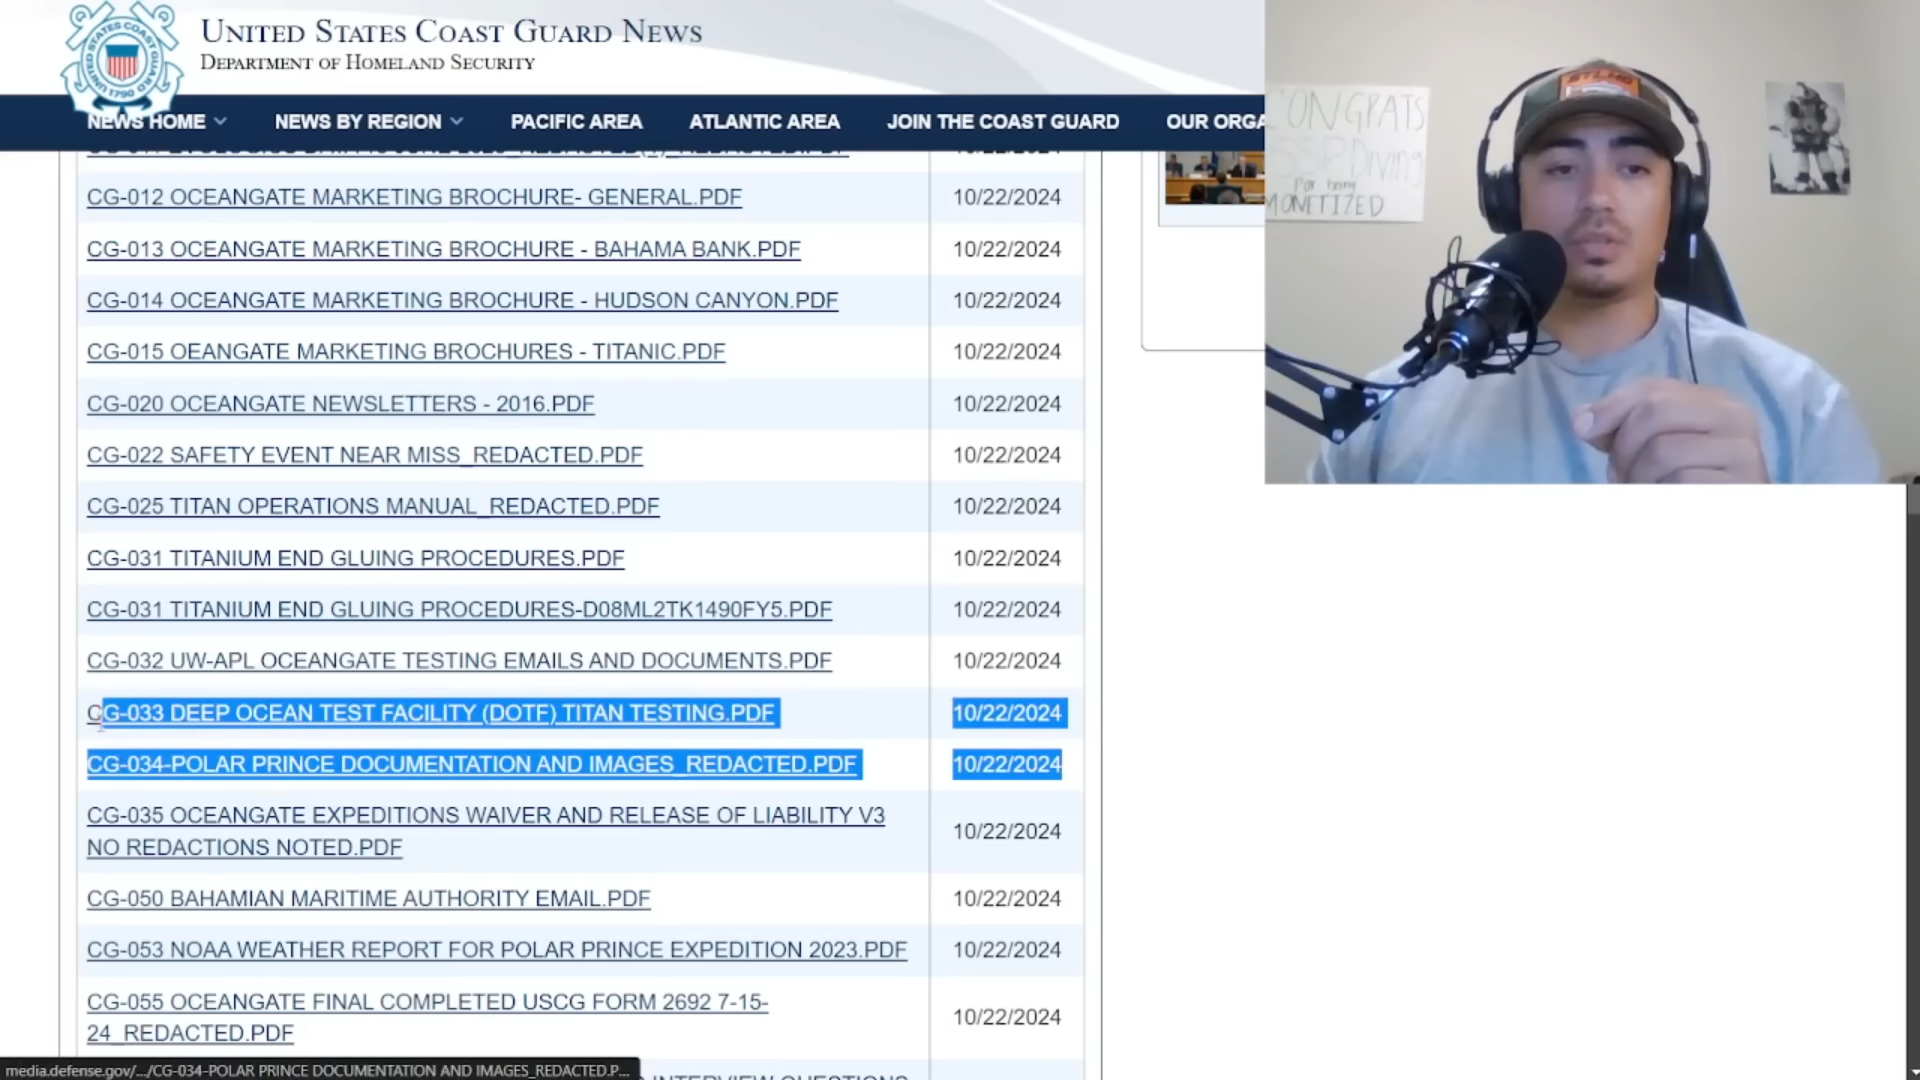 UNITED STATES COAST GUARD NEWS
DEPARTMENT OF HOMELAND SECURITY
UNITED STATES COAST GUARD
1790
NEWS HOME
NEWS BY REGION
PACIFIC AREA
ATLANTIC AREA
JOIN THE COAST GUARD
OUR ORGA
CG-012 OCEANGATE MARKETING BROCHURE- GENERAL.PDF 10/22/2024
CG-013 OCEANGATE MARKETING BROCHURE - BAHAMA BANK.PDF 10/22/2024
CG-014 OCEANGATE MARKETING BROCHURE - HUDSON CANYON.PDF 10/22/2024
CG-015 OEANGATE MARKETING BROCHURES - TITANIC.PDF 10/22/2024
CG-020 OCEANGATE NEWSLETTERS - 2016.PDF 10/22/2024
CG-022 SAFETY EVENT NEAR MISS_REDACTED.PDF 10/22/2024
CG-025 TITAN OPERATIONS MANUAL_REDACTED.PDF 10/22/2024
CG-031 TITANIUM END GLUING PROCEDURES.PDF 10/22/2024
CG-031 TITANIUM END GLUING PROCEDURES-D08ML2TK1490FY5.PDF 10/22/2024
CG-032 UW-APL OCEANGATE TESTING EMAILS AND DOCUMENTS.PDF 10/22/2024
CG-033 DEEP OCEAN TEST FACILITY (DOTF) TITAN TESTING.PDF 10/22/2024
CG-034-POLAR PRINCE DOCUMENTATION AND IMAGES_REDACTED.PDF 10/22/2024
CG-035 OCEANGATE EXPEDITIONS WAIVER AND RELEASE OF LIABILITY V3
NO REDACTIONS NOTED.PDF 10/22/2024
CG-050 BAHAMIAN MARITIME AUTHORITY EMAIL.PDF 10/22/2024
CG-053 NOAA WEATHER REPORT FOR POLAR PRINCE EXPEDITION 2023.PDF 10/22/2024
CG-055 OCEANGATE FINAL COMPLETED USCG FORM 2692 7-15-
24_REDACTED.PDF 10/22/2024
INTERVIEW QUESTIONS
media.defense.gov/.../CG-034-POLAR PRINCE DOCUMENTATION AND IMAGES_REDACTED.P...
CONGRATS
SSP Diving
For being
MONETIZED